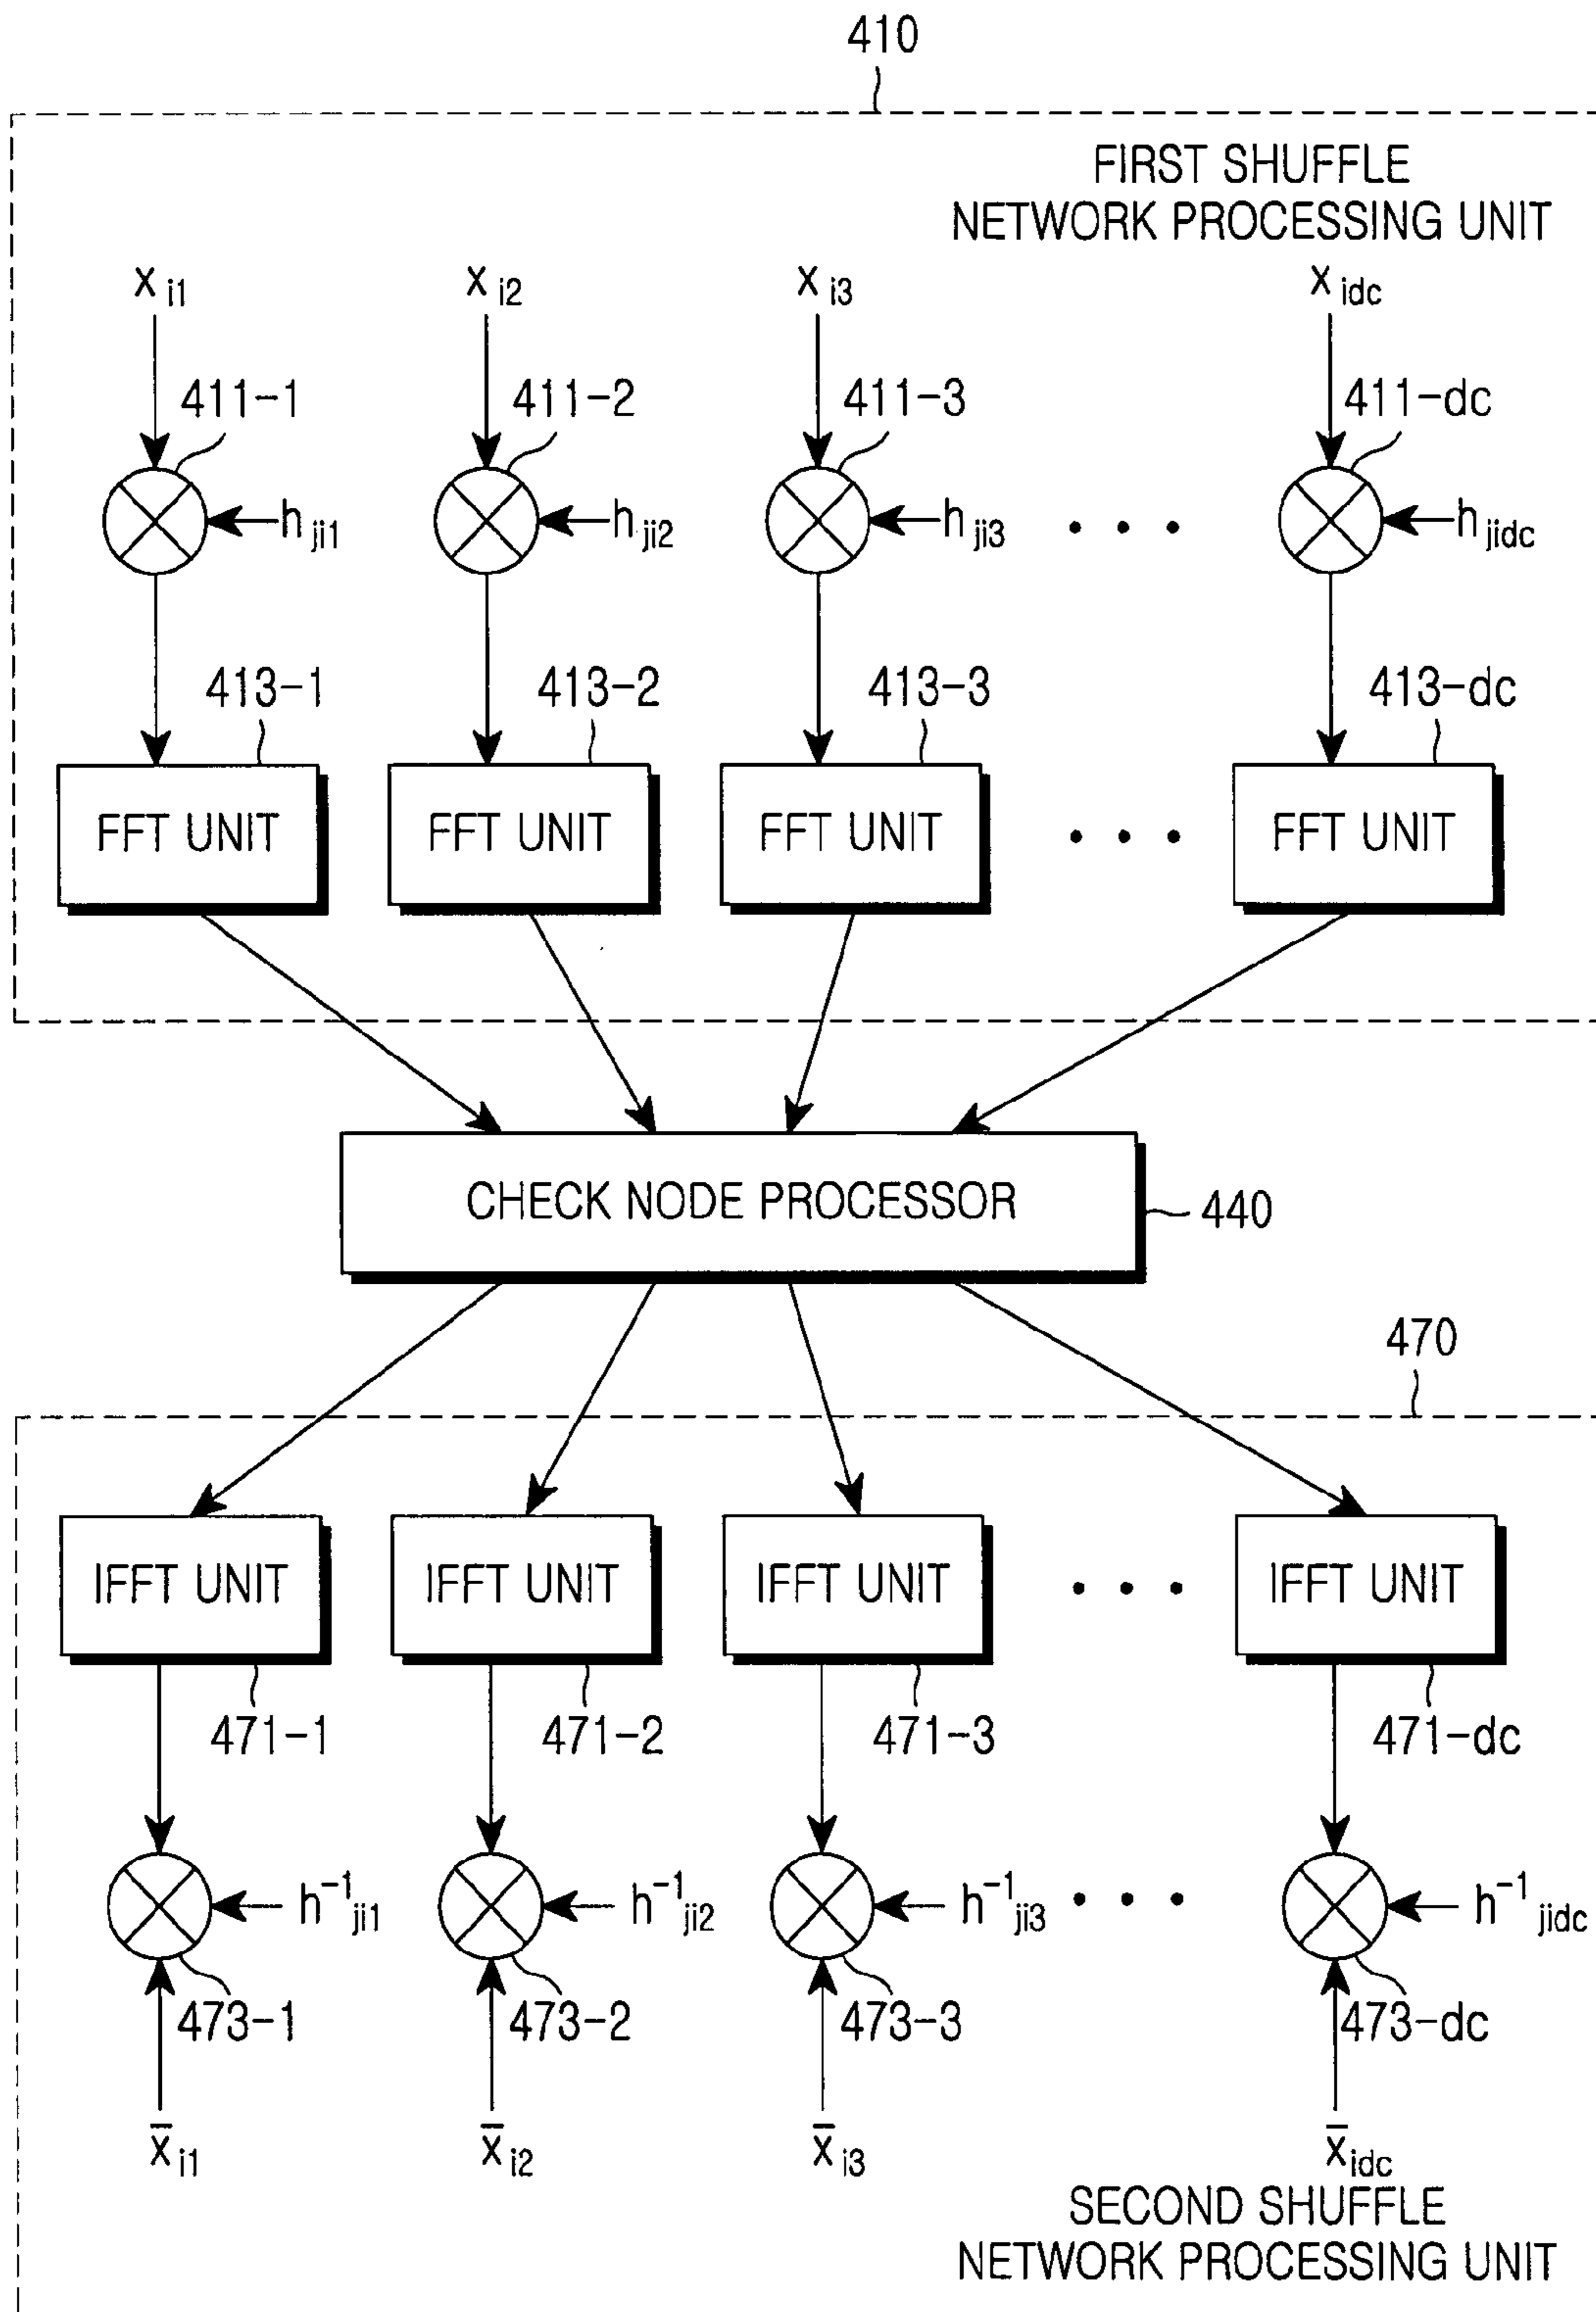 410
FIRST SHUFFLE
NETWORK PROCESSING UNIT
x i1 x i2 x i3 x idc
411-1 411-2 411-3 411-dc
h ji1 h ji2 h ji3 • • • h jidc
413-1 413-2 413-3 413-dc
FFT UNIT FFT UNIT FFT UNIT • • • FFT UNIT
CHECK NODE PROCESSOR
440
470
IFFT UNIT IFFT UNIT IFFT UNIT • • • IFFT UNIT
471-1 471-2 471-3 471-dc
h⁻¹ ji1 h⁻¹ ji2 h⁻¹ ji3 • • • h⁻¹ jidc
473-1 473-2 473-3 473-dc
x̄ i1 x̄ i2 x̄ i3 x̄ idc
SECOND SHUFFLE
NETWORK PROCESSING UNIT